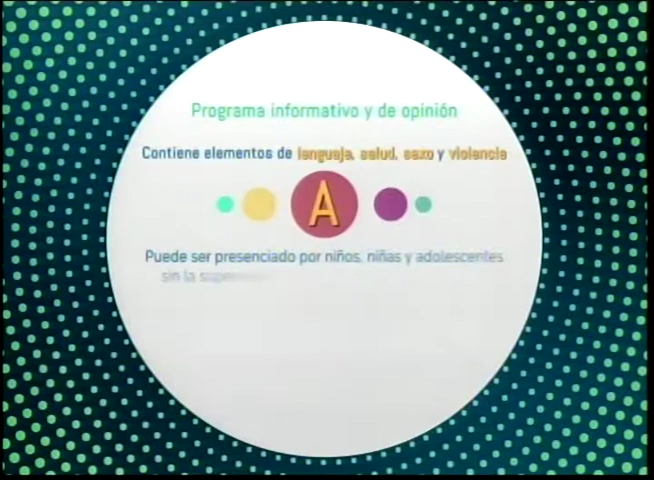 Programa informativo y de opinión
Contiene elementos de lenguaje, salud, sexo y violencia
A
Puede ser presenciado por niños, niñas y adolescentes
sin la